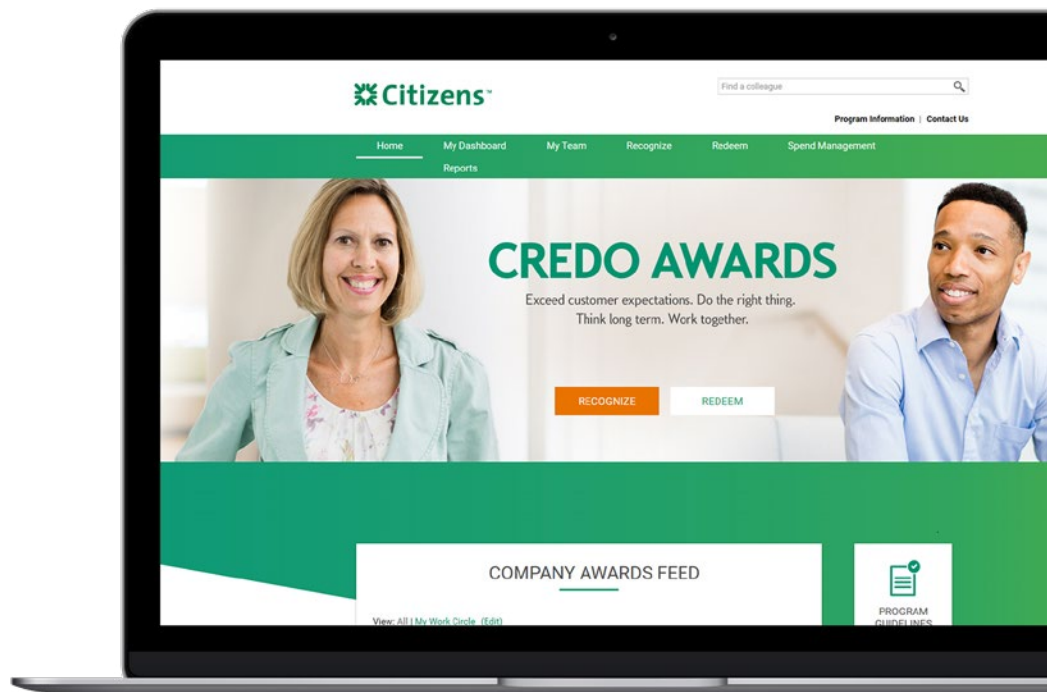 Citizens™
Find a colleague
Program Information | Contact Us
Home My Dashboard My Team Recognize Redeem Spend Management
Reports
CREDO AWARDS
Exceed customer expectations. Do the right thing.
Think long term. Work together.
RECOGNIZE REDEEM
COMPANY AWARDS FEED
View: All | My Work Circle (Edit)
PROGRAM
GUIDELINES